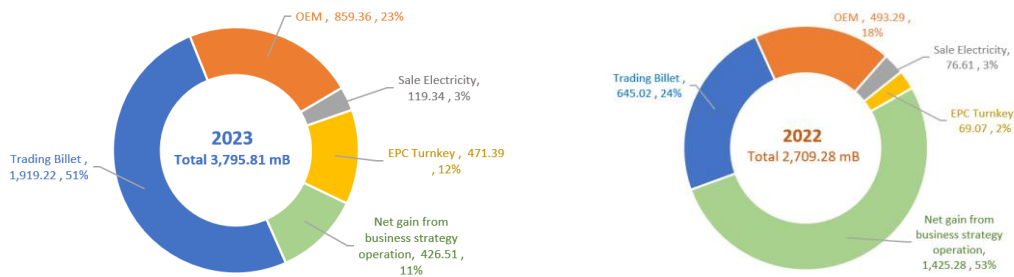 OEM , 859.36, 23%
Sale Electricity,
119.34 , 3%
2023
Total 3,795.81 mB
Trading Billet ,
1,919.22, 51%
EPC Turnkey , 471.39
, 12%
Net gain from
business strategy
operation, 426.51 ,
11%
OEM , 493.29,
18%
Sale Electricity,
76.61 , 3%
Trading Billet ,
645.02 , 24%
EPC Turnkey
69.07 , 2%
2022
Total 2,709.28 mB
Net gain from
business strategy
operation,
1,425.28 , 53%